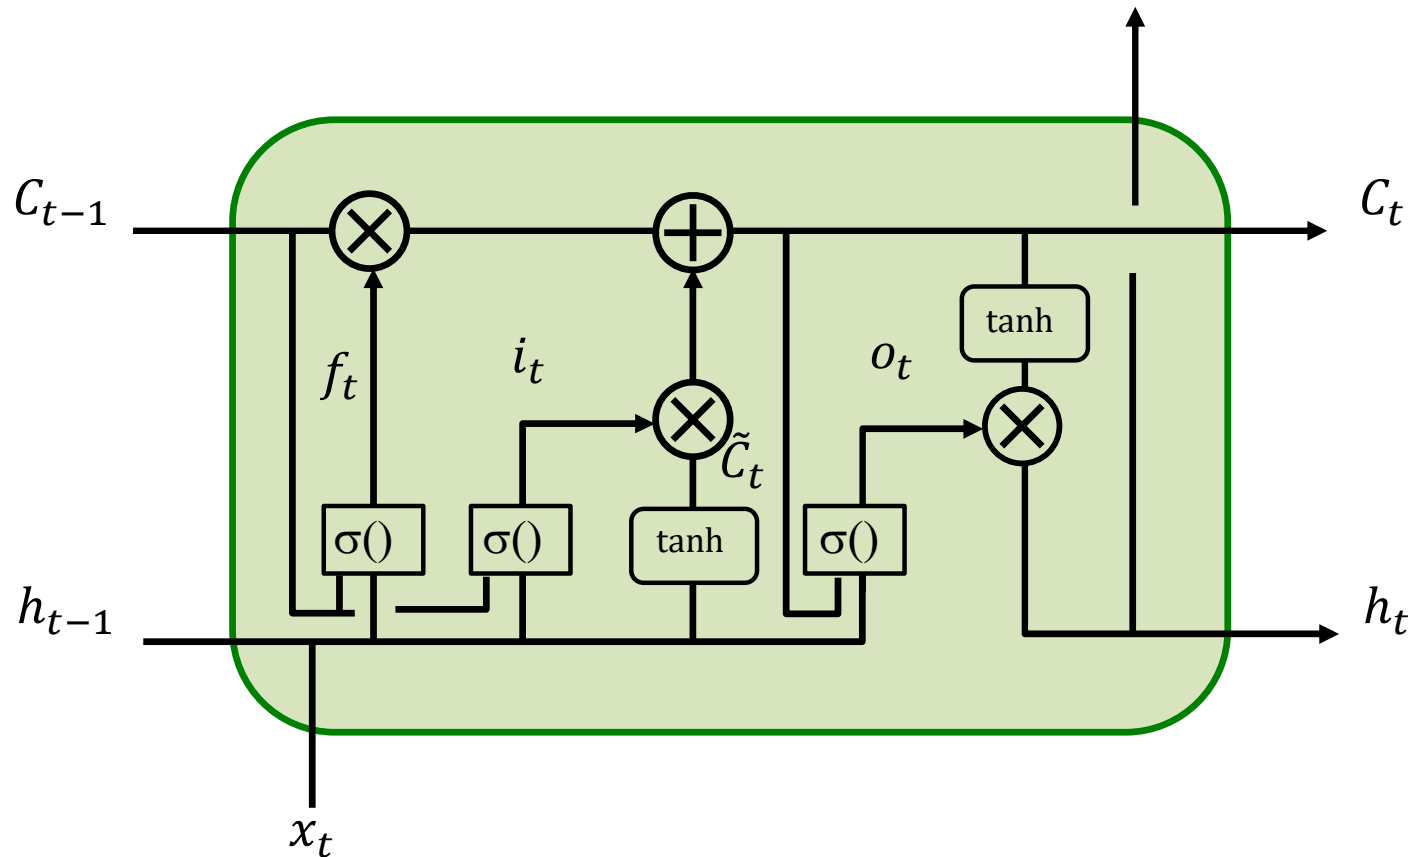 C_{t−1}
C_t
tanh
f_t
i_t
o_t
C̃_t
σ()
σ()
tanh
σ()
h_{t−1}
h_t
x_t